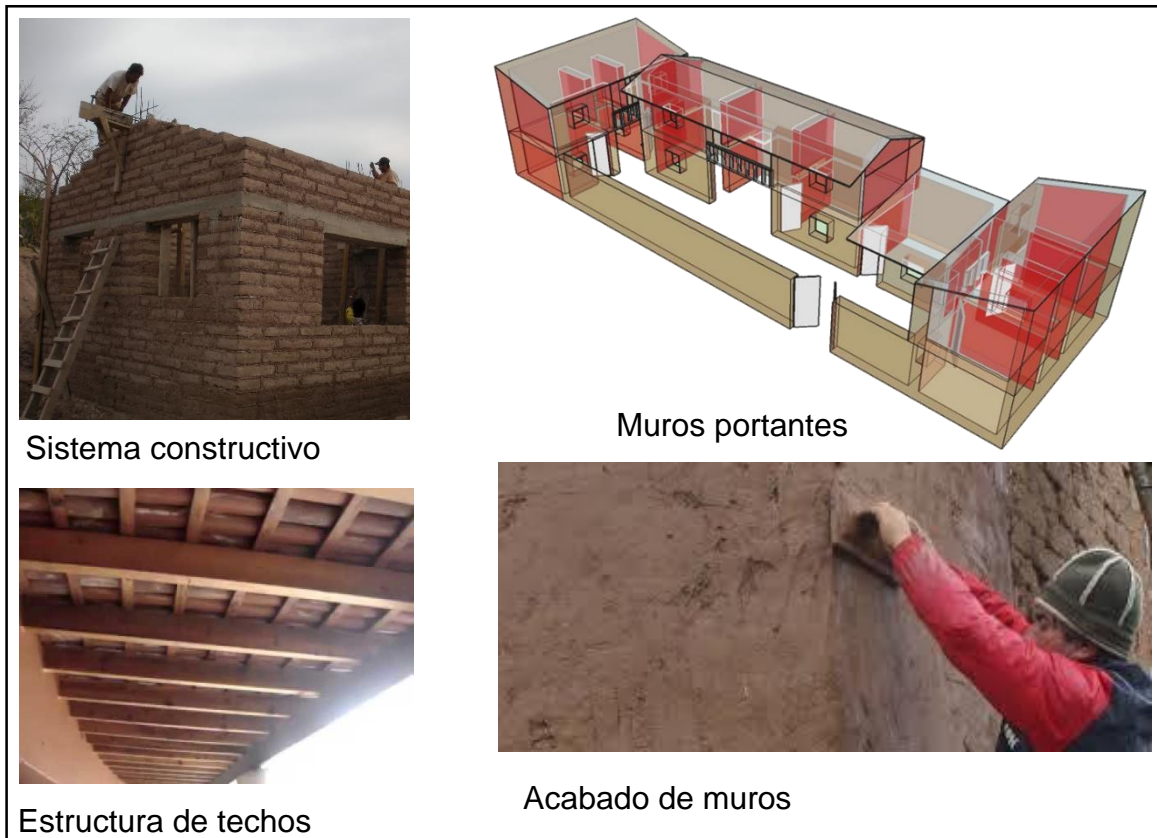 Sistema constructivo
Muros portantes
Estructura de techos
Acabado de muros